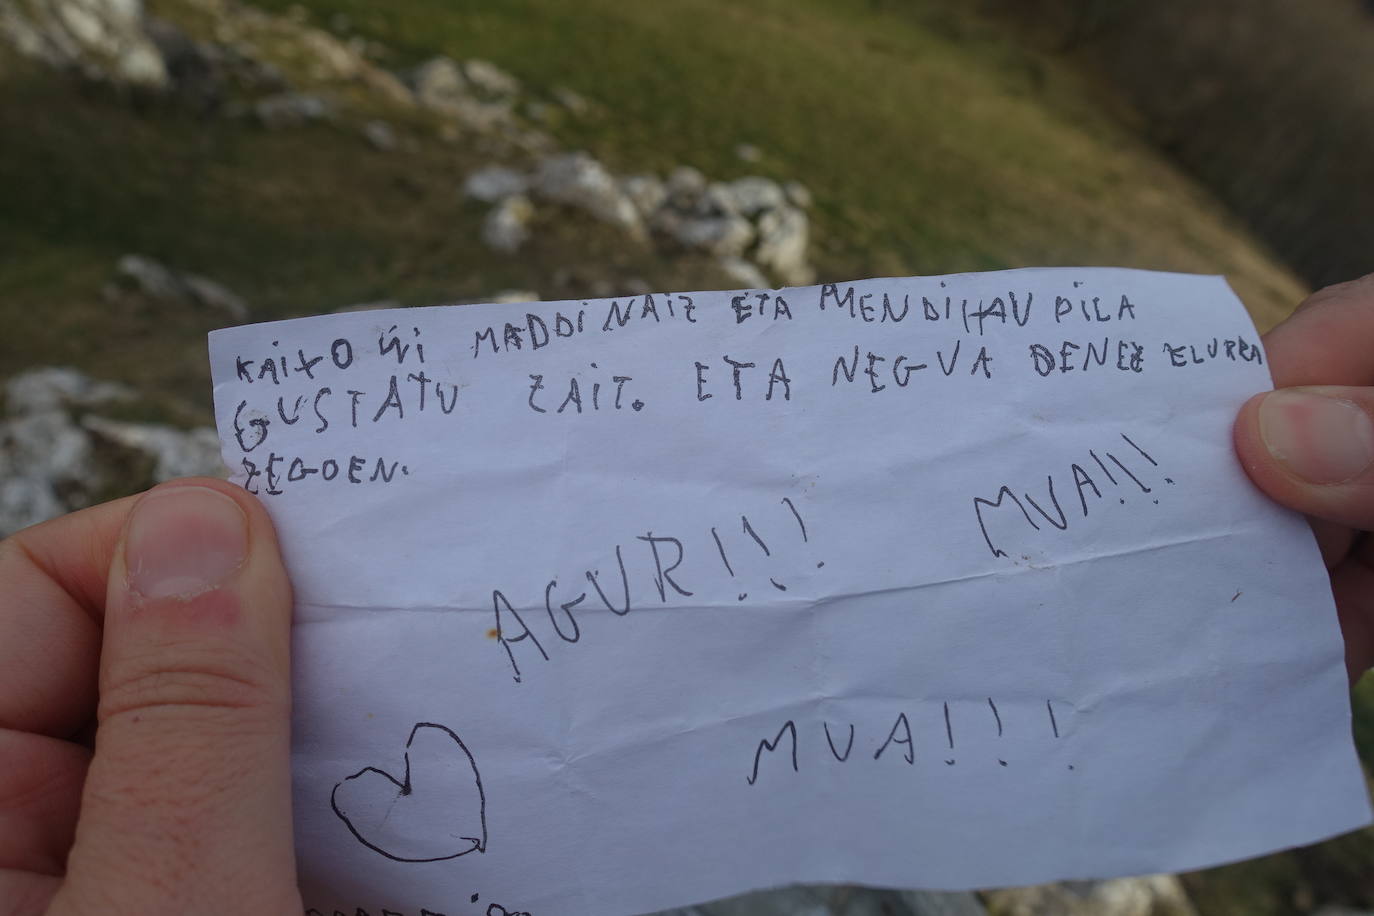 KAIXO NI MADDI NAIZ ETA MENDI HAU PILA
GUSTATU ZAIT. ETA NEGUA DENEZ ELURRA
ZEGOEN.
MUA!!!
AGUR!!!
MUA!!!